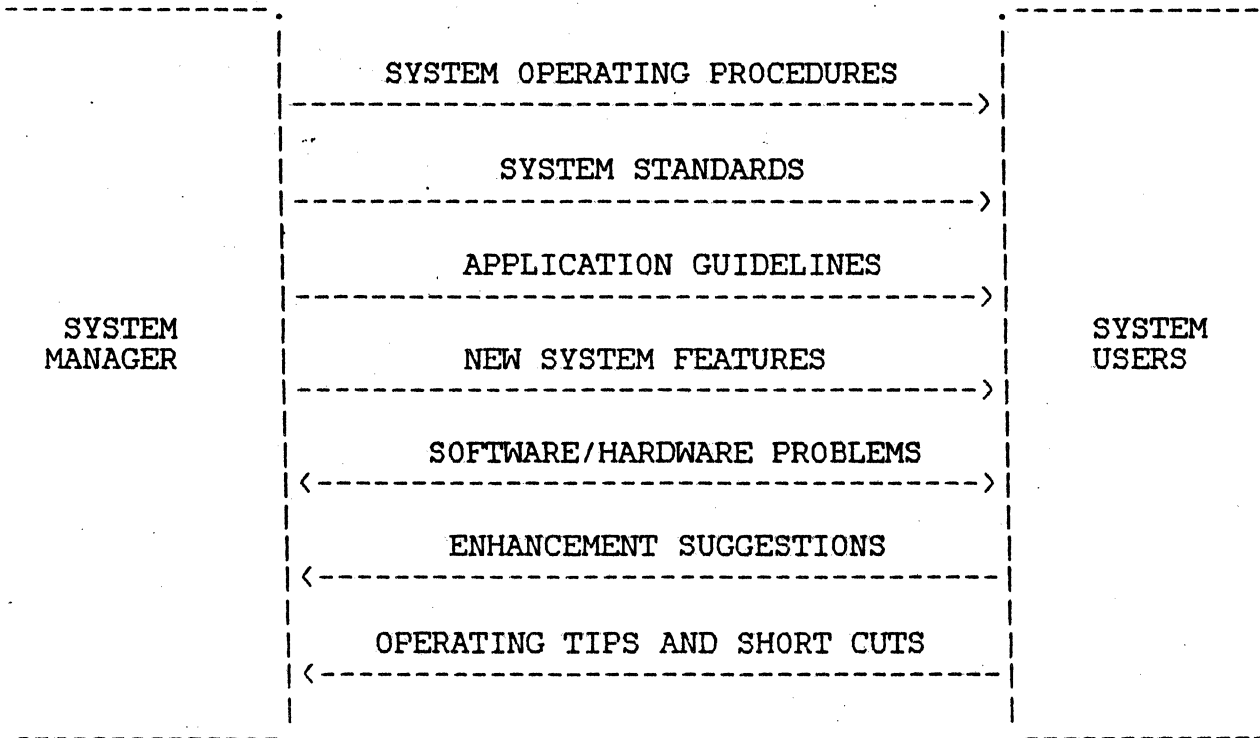 SYSTEM OPERATING PROCEDURES
SYSTEM STANDARDS
APPLICATION GUIDELINES
SYSTEM
MANAGER
NEW SYSTEM FEATURES
SYSTEM
USERS
SOFTWARE/HARDWARE PROBLEMS
ENHANCEMENT SUGGESTIONS
OPERATING TIPS AND SHORT CUTS